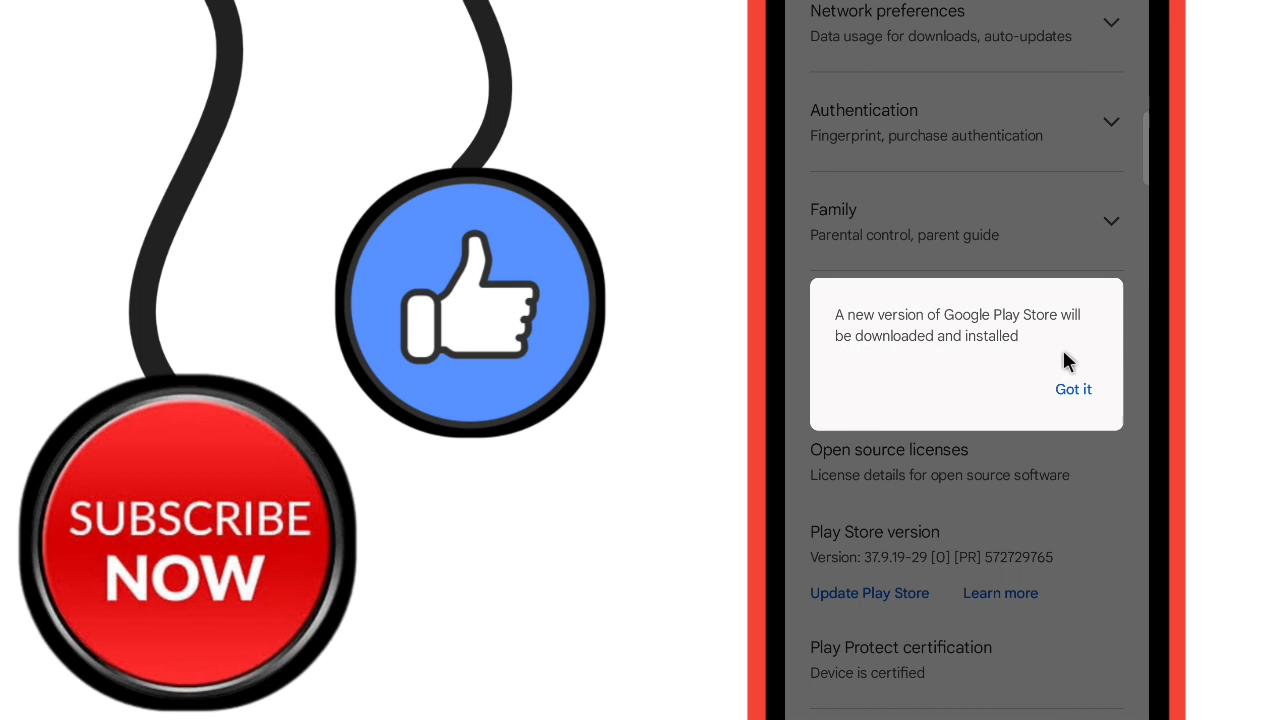 SUBSCRIBE
NOW
Network preferences
Data usage for downloads, auto-updates
Authentication
Fingerprint, purchase authentication
Family
Parental control, parent guide
A new version of Google Play Store will
be downloaded and installed
Got it
Open source licenses
License details for open source software
Play Store version
Version: 37.9.19-29 [0] [PR] 572729765
Update Play Store Learn more
Play Protect certification
Device is certified